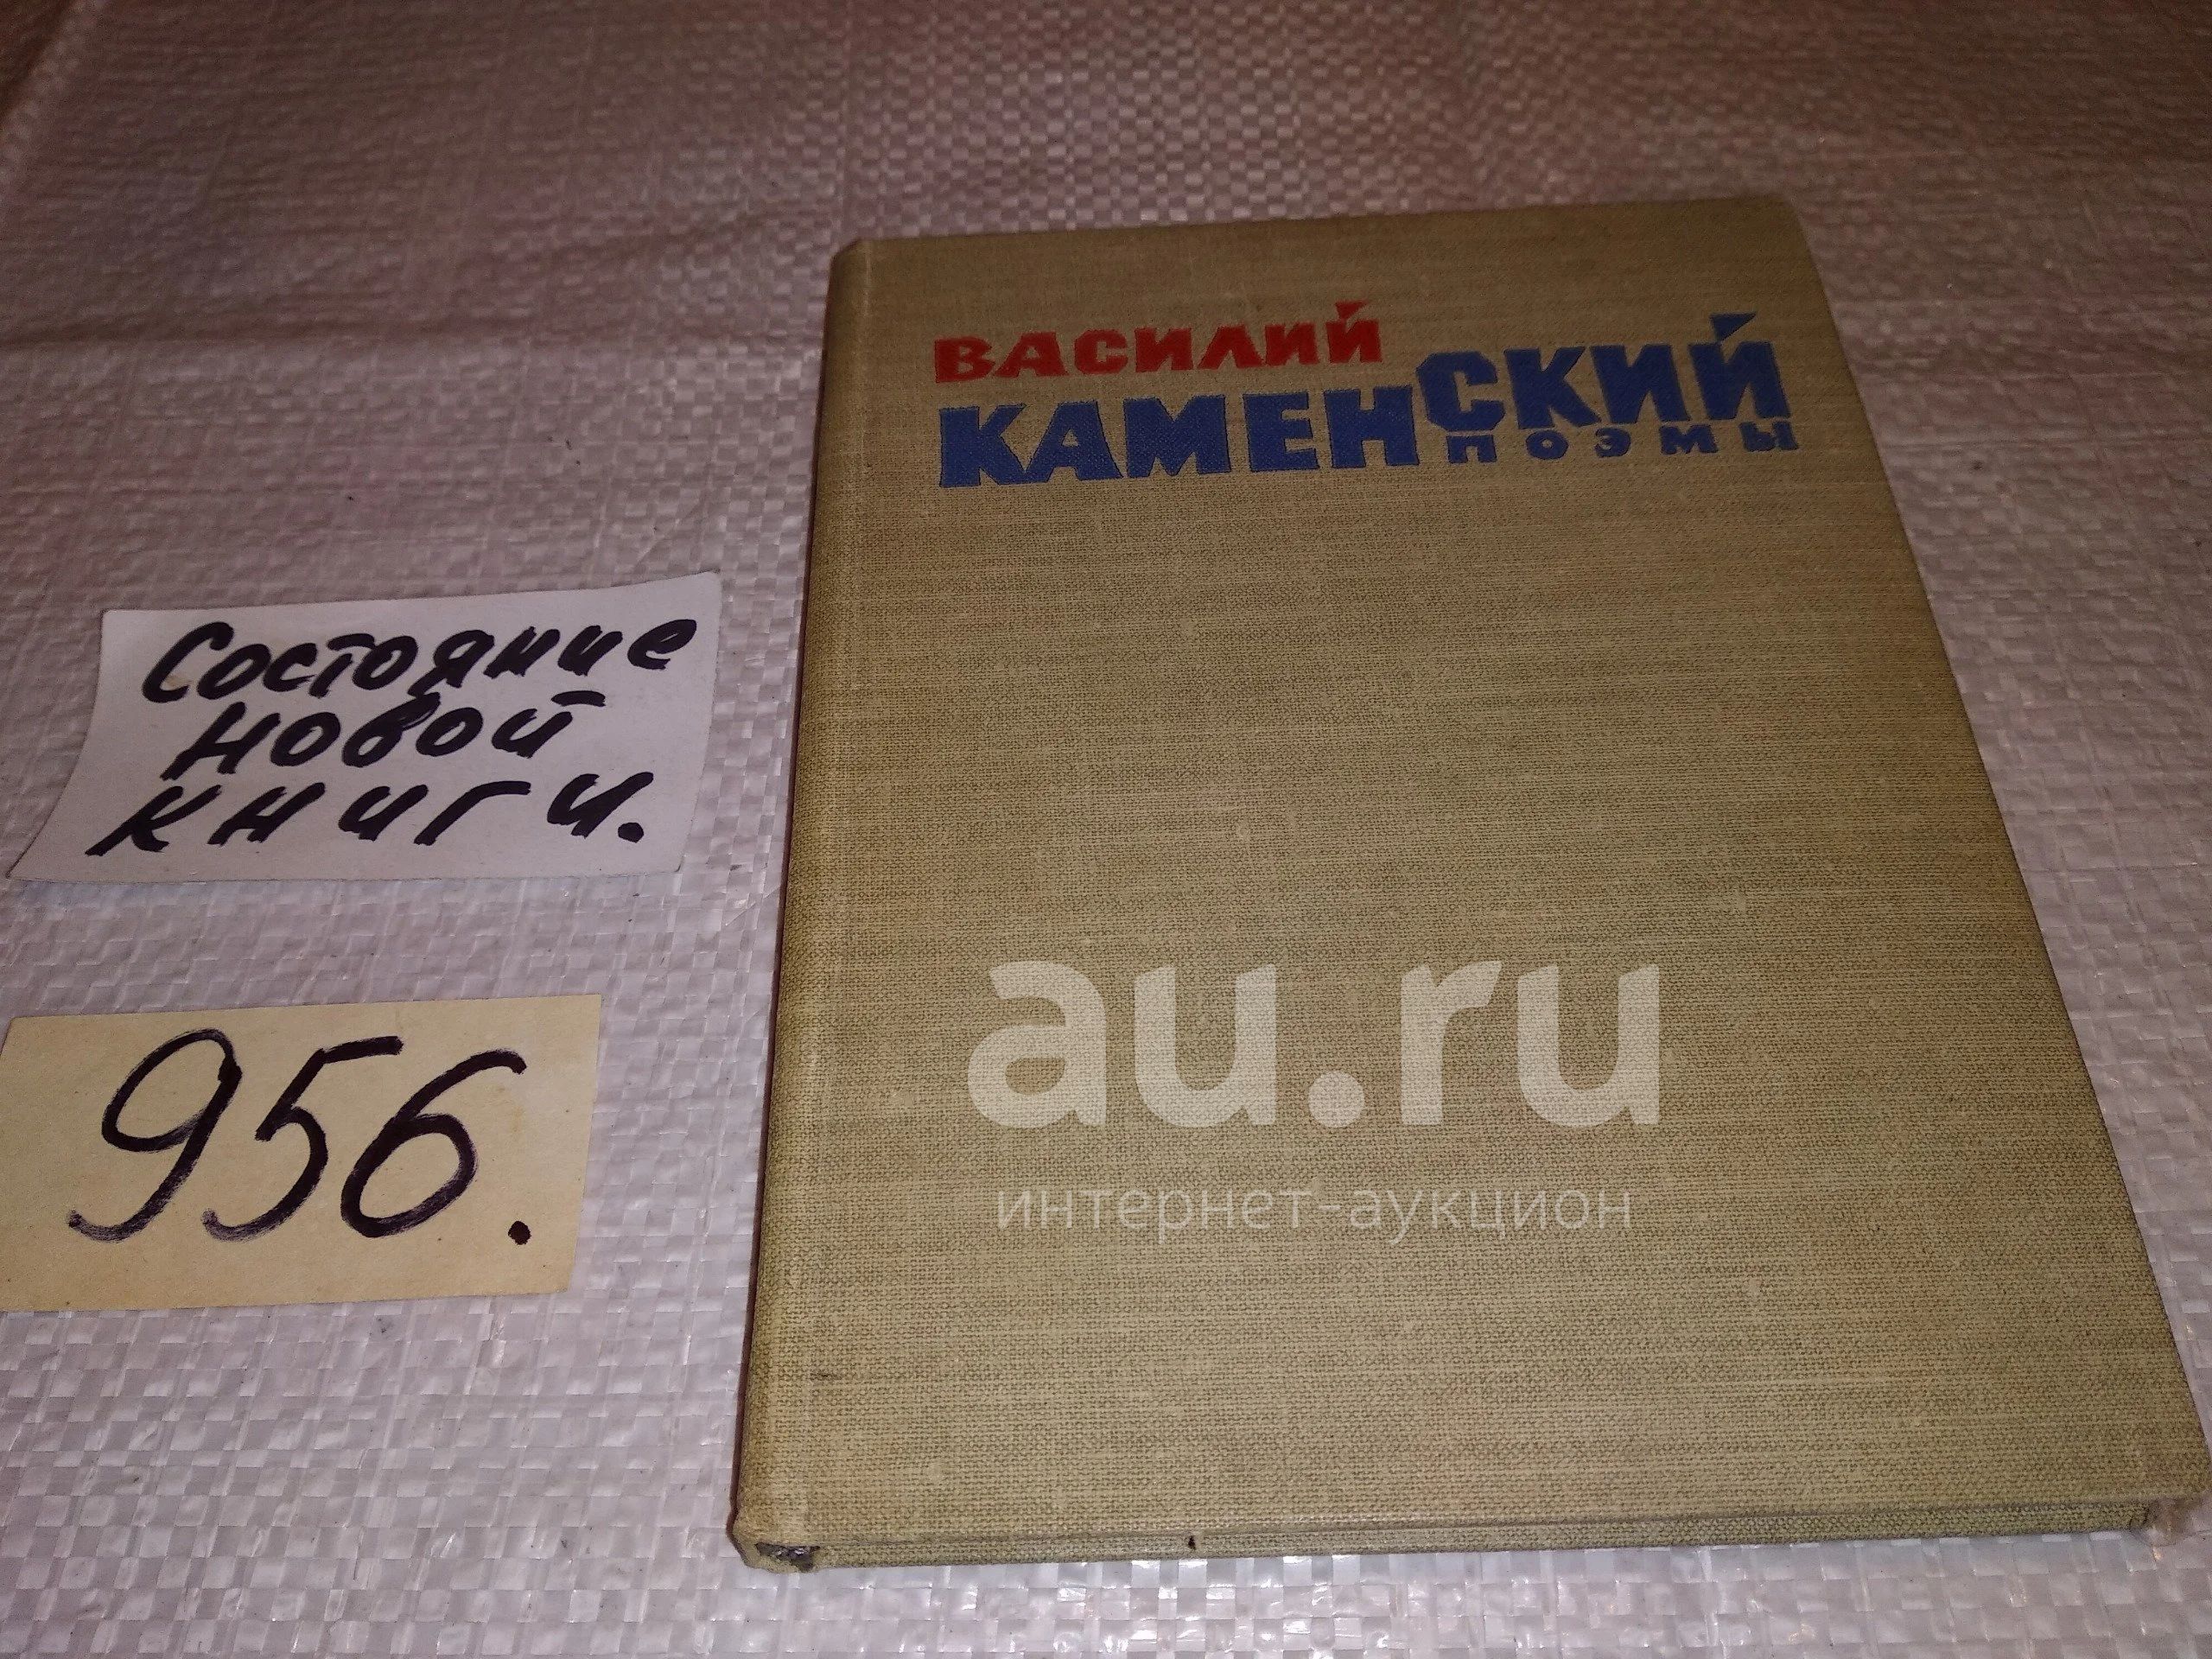 ВАСИЛИЙ
КАМЕНСКИЙ
ПОЭМЫ
Состояние
новой
книги.
956.
au.ru
интернет-аукцион